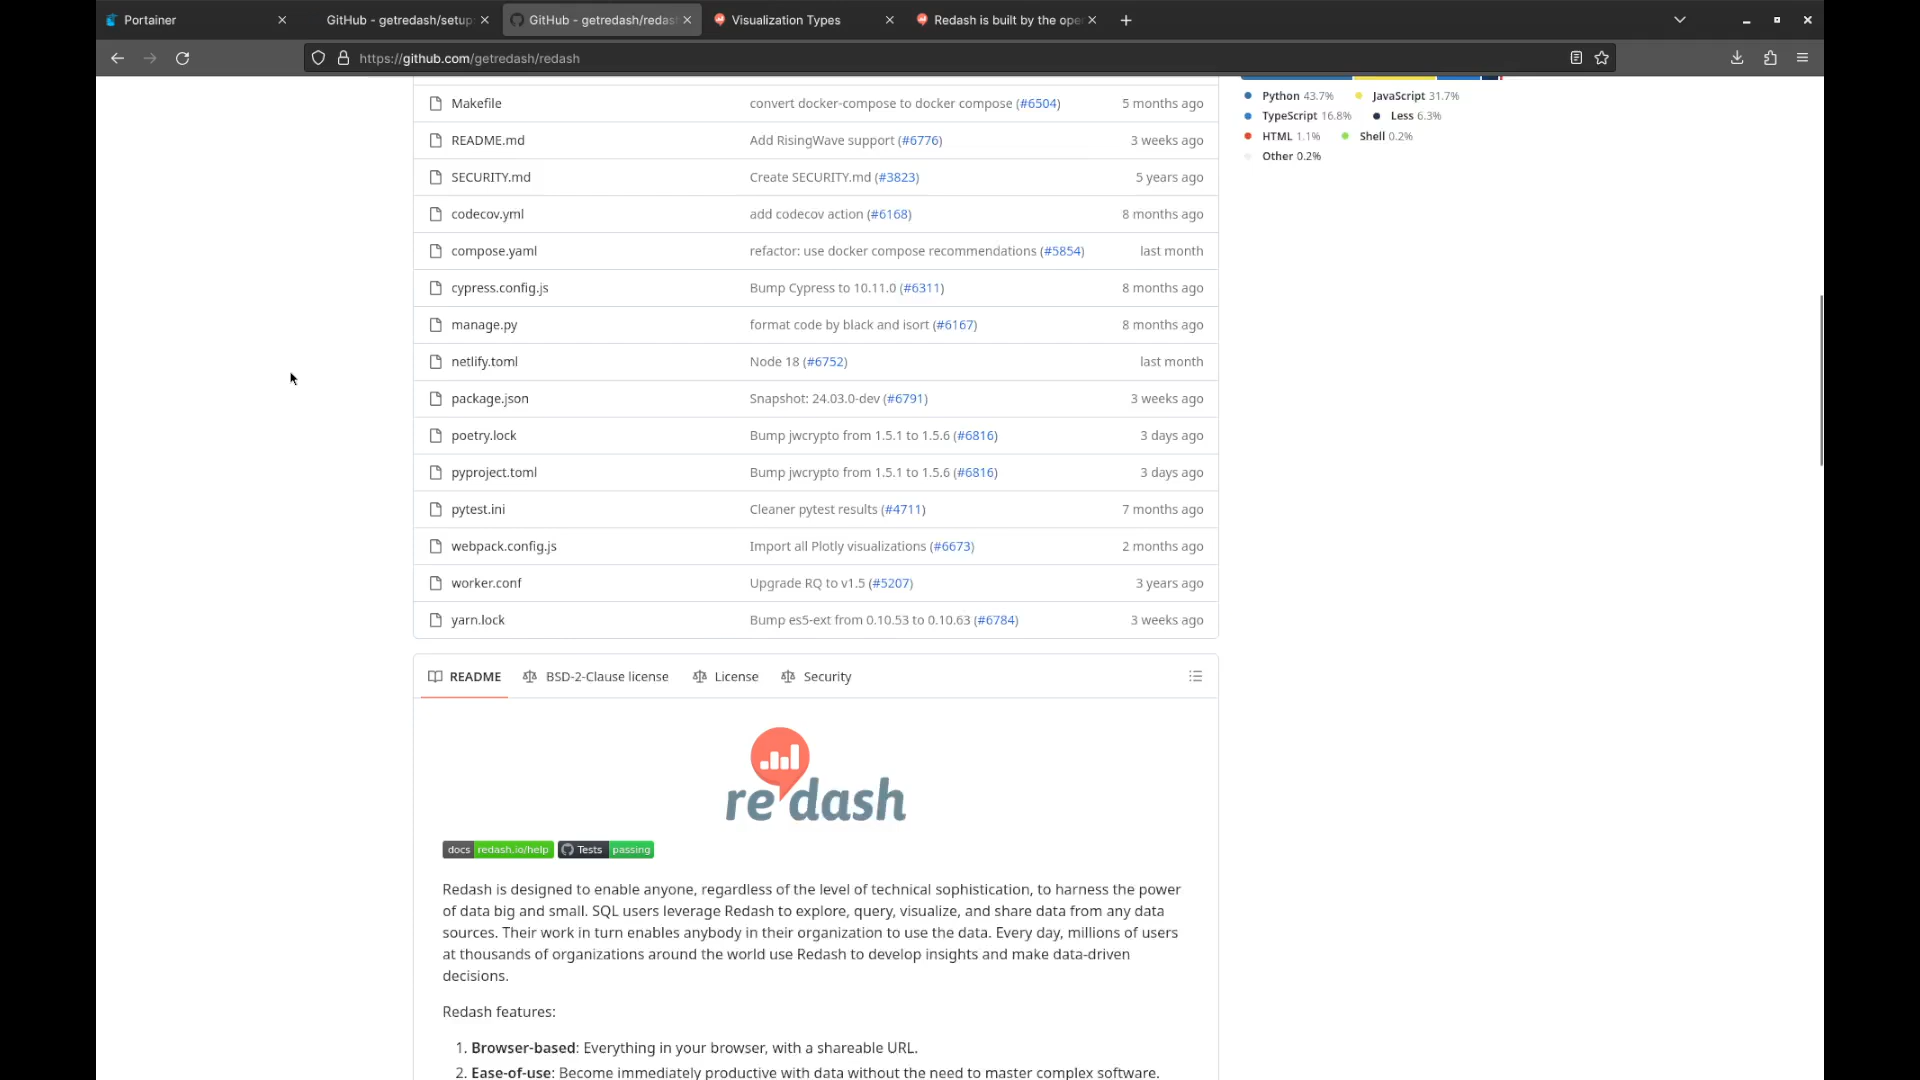 Portainer
GitHub - getredash/setup
GitHub - getredash/redas
Visualization Types
Redash is built by the ope
https://github.com/getredash/redash
Makefile convert docker-compose to docker compose (#6504) 5 months ago
README.md Add RisingWave support (#6776) 3 weeks ago
SECURITY.md Create SECURITY.md (#3823) 5 years ago
codecov.yml add codecov action (#6168) 8 months ago
compose.yaml refactor: use docker compose recommendations (#5854) last month
cypress.config.js Bump Cypress to 10.11.0 (#6311) 8 months ago
manage.py format code by black and isort (#6167) 8 months ago
netlify.toml Node 18 (#6752) last month
package.json Snapshot: 24.03.0-dev (#6791) 3 weeks ago
poetry.lock Bump jwcrypto from 1.5.1 to 1.5.6 (#6816) 3 days ago
pyproject.toml Bump jwcrypto from 1.5.1 to 1.5.6 (#6816) 3 days ago
pytest.ini Cleaner pytest results (#4711) 7 months ago
webpack.config.js Import all Plotly visualizations (#6673) 2 months ago
worker.conf Upgrade RQ to v1.5 (#5207) 3 years ago
yarn.lock Bump es5-ext from 0.10.53 to 0.10.63 (#6784) 3 weeks ago
Python 43.7% JavaScript 31.7%
TypeScript 16.8% Less 6.3%
HTML 1.1% Shell 0.2%
Other 0.2%
README BSD-2-Clause license License Security
redash
docs redash.io/help Tests passing
Redash is designed to enable anyone, regardless of the level of technical sophistication, to harness the power
of data big and small. SQL users leverage Redash to explore, query, visualize, and share data from any data
sources. Their work in turn enables anybody in their organization to use the data. Every day, millions of users
at thousands of organizations around the world use Redash to develop insights and make data-driven
decisions.
Redash features:
1. Browser-based: Everything in your browser, with a shareable URL.
2. Ease-of-use: Become immediately productive with data without the need to master complex software.